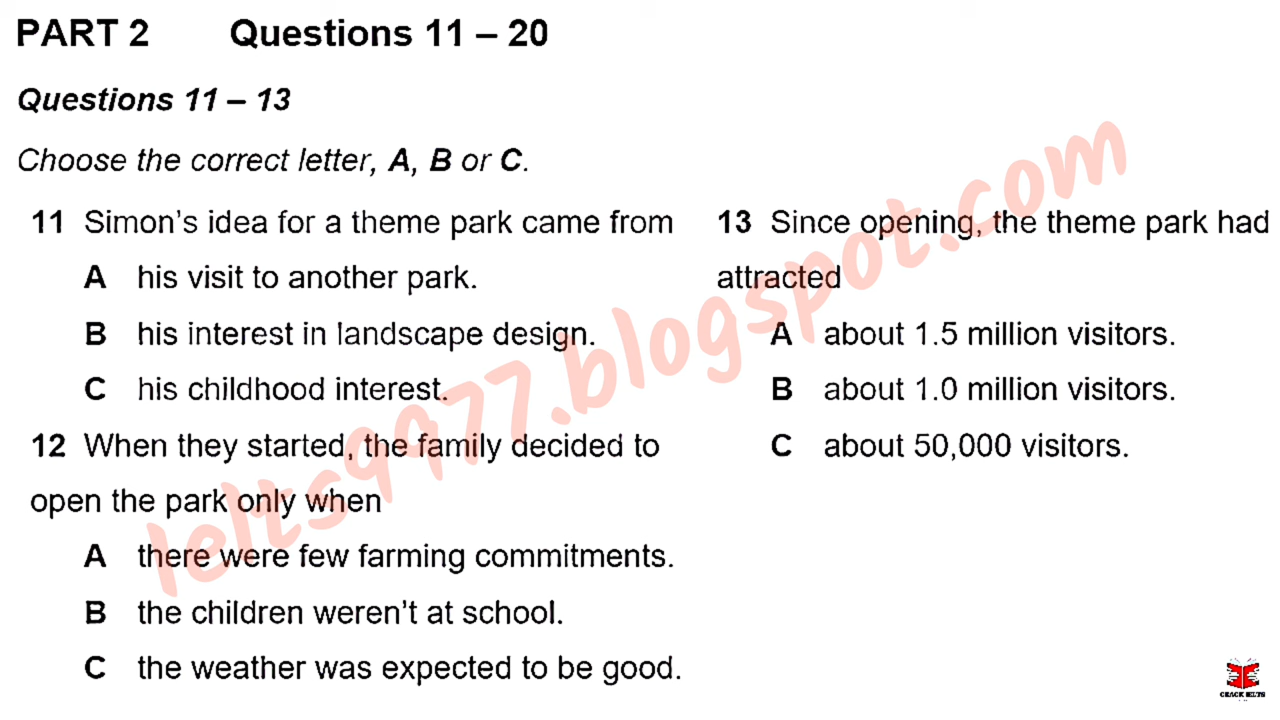 PART 2 Questions 11 – 20
Questions 11 – 13
Choose the correct letter, A, B or C.
11 Simon's idea for a theme park came from
A his visit to another park.
B his interest in landscape design.
C his childhood interest.
12 When they started, the family decided to
open the park only when
A there were few farming commitments.
B the children weren't at school.
C the weather was expected to be good.
13 Since opening, the theme park had
attracted
A about 1.5 million visitors.
B about 1.0 million visitors.
C about 50,000 visitors.
Ielts9977.blogspot.com
CRACK IELTS